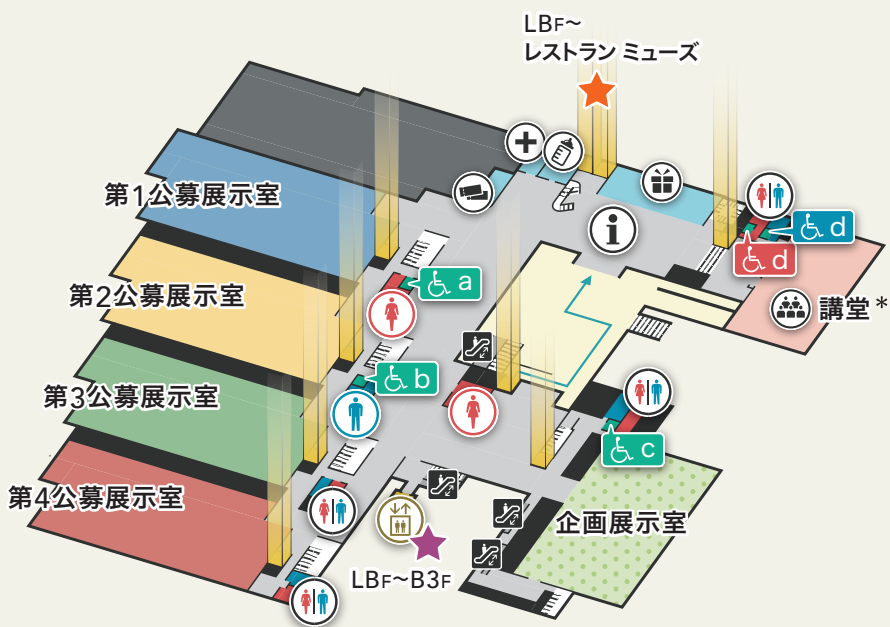 LBF~
レストラン ミューズ
第1公募展示室
d
d
a
第2公募展示室
講堂*
b
第3公募展示室
c
第4公募展示室
企画展示室
LBF~B3F